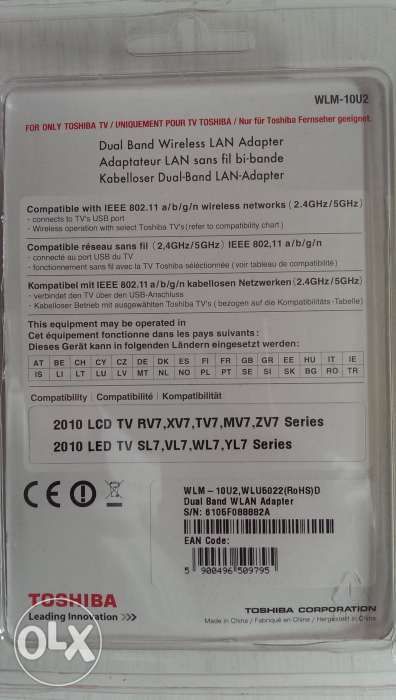 WLM-10U2
FOR ONLY TOSHIBA TV / UNIQUEMENT POUR TV TOSHIBA / Nur für Toshiba Fernseher geeignet
Dual Band Wireless LAN Adapter
Adaptateur LAN sans fil bi-bande
Kabelloser Dual-Band LAN-Adapter
Compatible with IEEE 802.11 a/b/g/n wireless networks ( 2.4GHz/5GHz)
- connects to TV's USB port
- Wireless operation with select Toshiba TV's (refer to compatibility chart )
Compatible réseau sans fil (2,4GHz/5GHz) IEEE 802,11 a/b/g/n
- connecté au port USB du TV
- fonctionnement sans fil avec la TV Toshiba sélectionnée ( voir tableau de compatibilité )
Kompatibel mit IEEE 802.11 a/b/g/n kabellosen Netzwerken (2.4GHz/5GHz)
- verbindet den TV über den USB-Anschluss
- Kabelloser Betrieb mit ausgewählten Toshiba TV's ( bezogen auf die Kompatibilitäts -Tabelle)
This equipment may be operated in
Cet équipement fonctionne dans les pays suivants :
Dieses Gerät kann in folgenden Ländern eingesetzt werden:
AT BE CH CY CZ DE DK ES FI FR GB GR EE HU IT IE
IS LI LT LU LV MT NL NO PL PT SE SI SK BG RO TR
Compatibility | Compatibilité | Kompatibilität
2010 LCD TV RV7,XV7,TV7,MV7,ZV7 Series
2010 LED TV SL7,VL7,WL7,YL7 Series
CE
WLM - 10U2,WLU5022(RoHS)D
Dual Band WLAN Adapter
S/N: 6105F088882A
EAN Code:
5 900496 509795
TOSHIBA
Leading Innovation >>>
TOSHIBA CORPORATION
Made in China / Fabriqué en Chine / Hergestellt in China
OLX